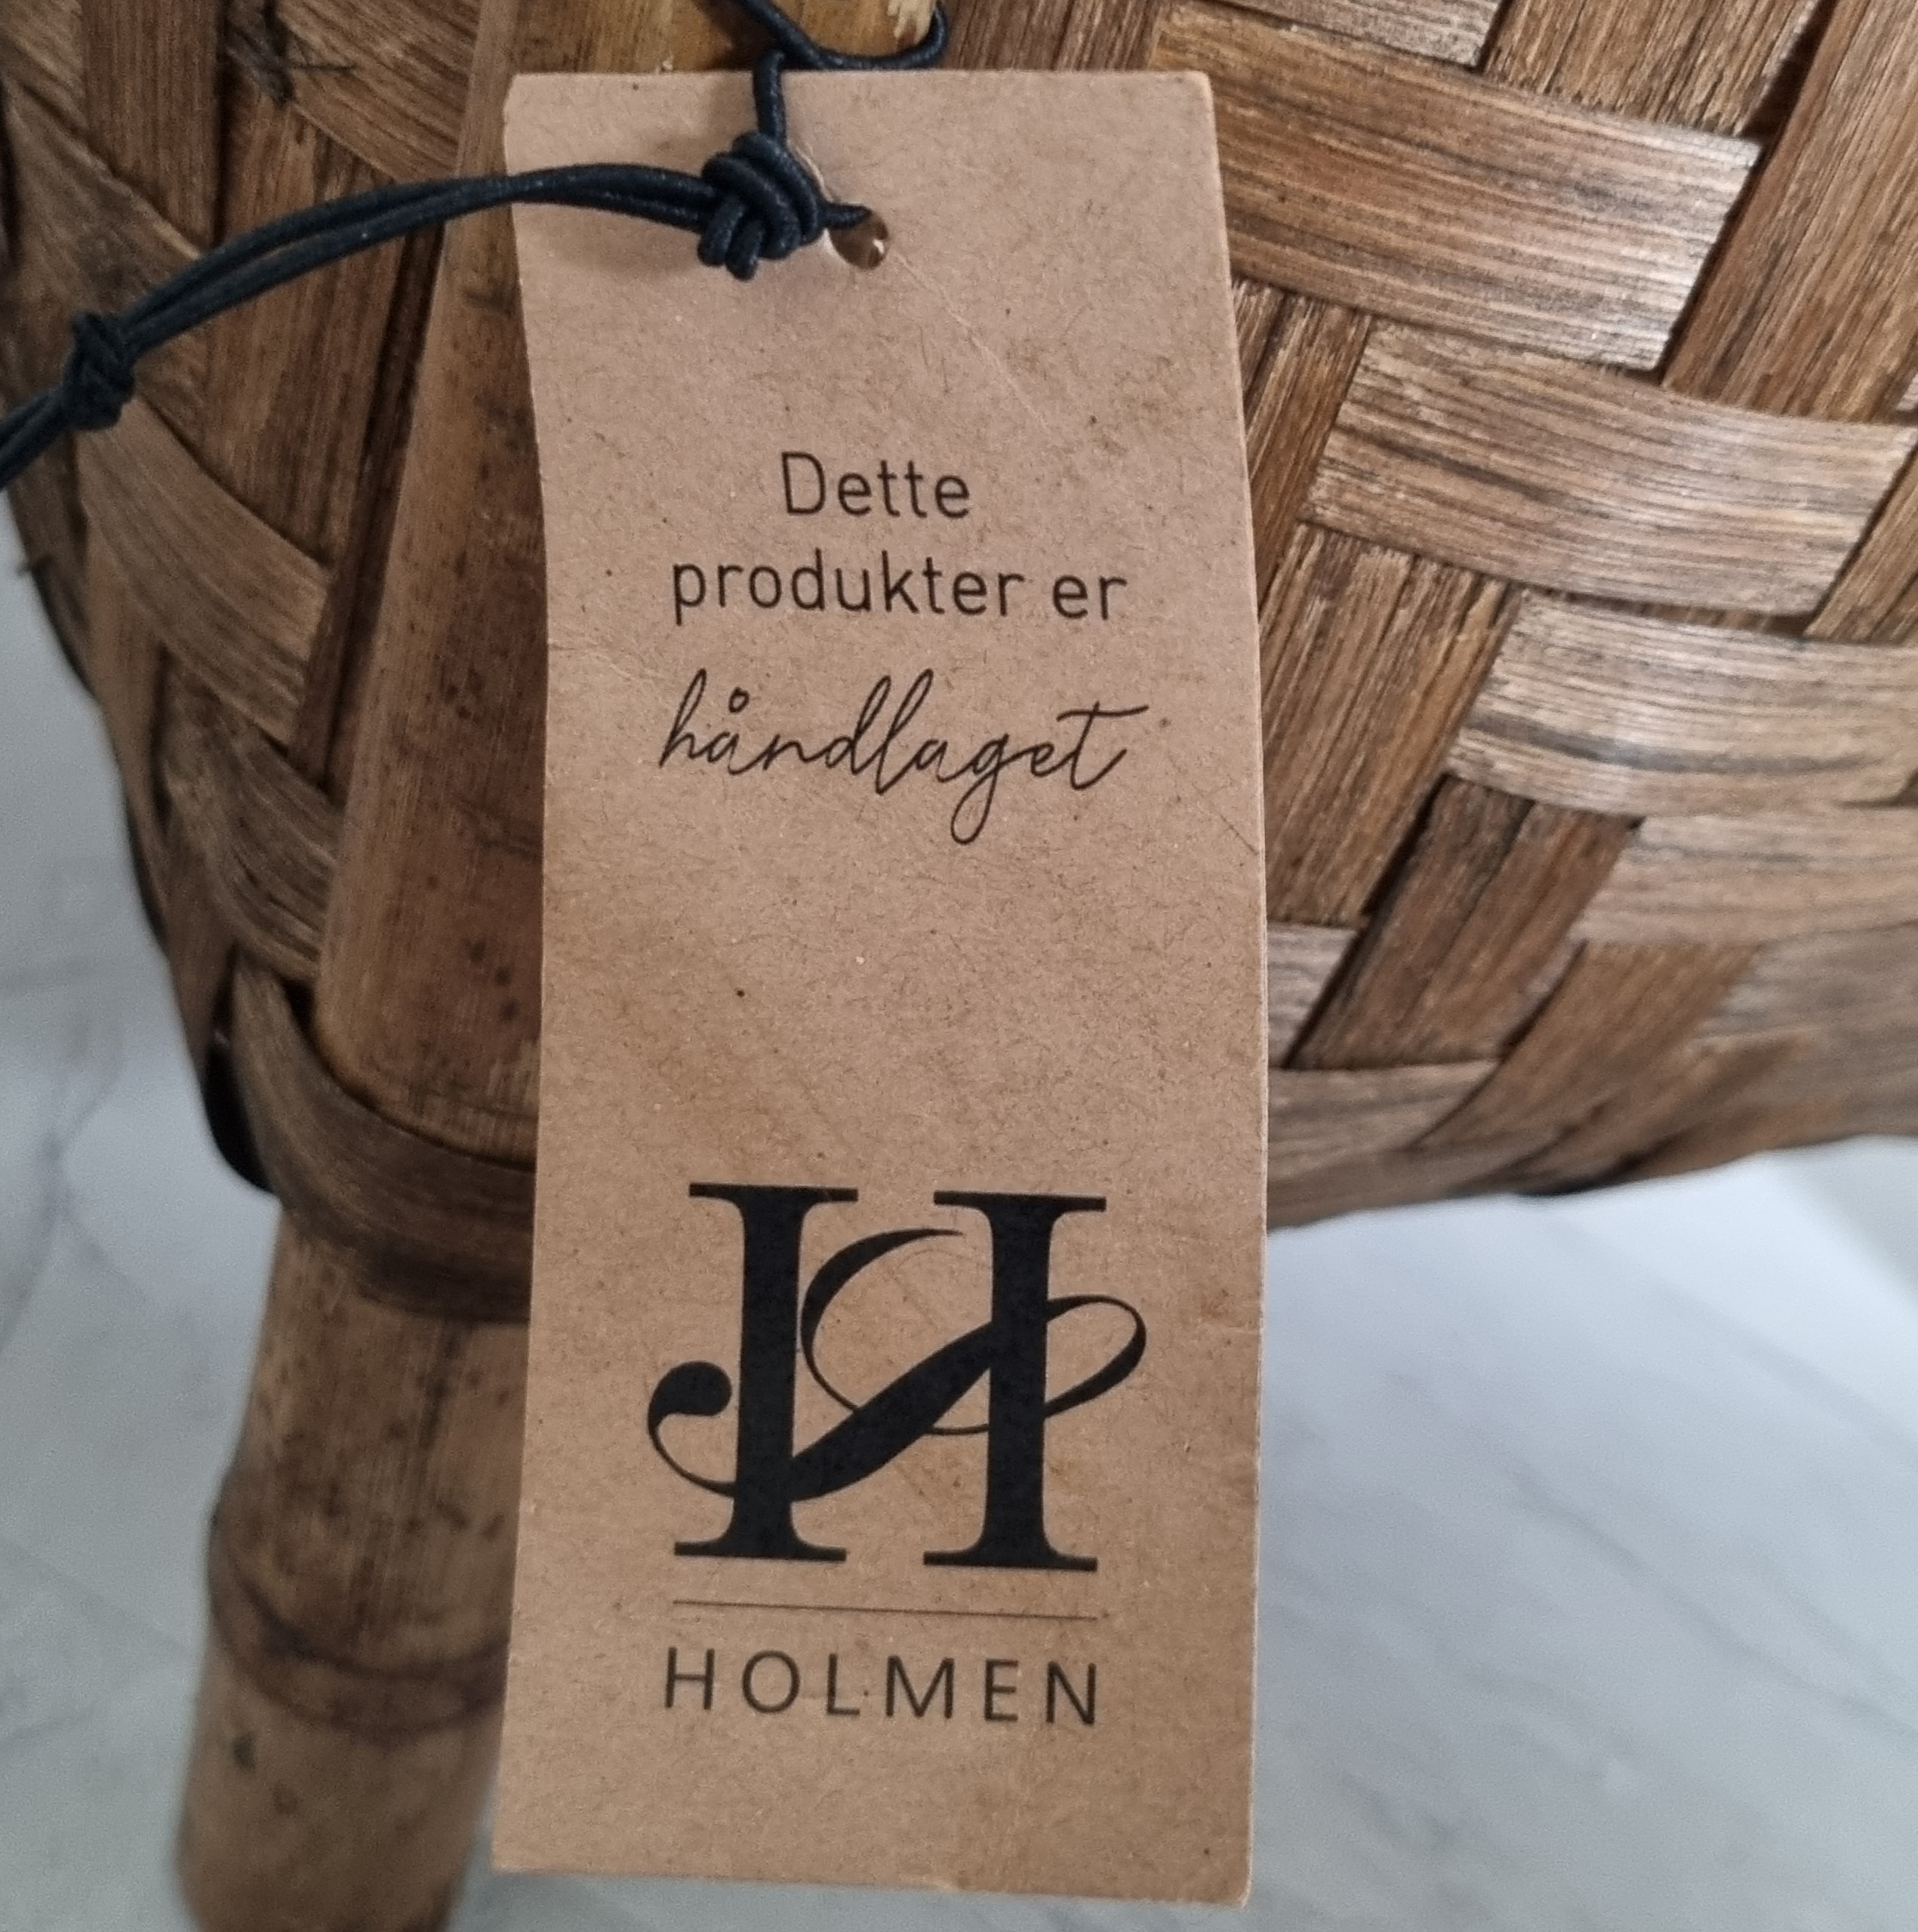 Dette
produkter er
håndlaget
H
HOLMEN